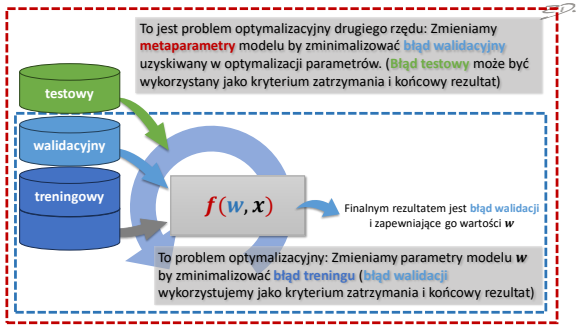 To jest problem optymalizacyjny drugiego rzędu: Zmieniamy
metaparametry modelu by zminimalizować błąd walidacyjny
uzyskiwany w optymalizacji parametrów. (Błąd testowy może być
wykorzystany jako kryterium zatrzymania i końcowy rezultat)
testowy
walidacyjny
treningowy
f(w,x)
Finalnym rezultatem jest błąd walidacji
i zapewniające go wartości w
To problem optymalizacyjny: Zmieniamy parametry modelu w
by zminimalizować błąd treningu (błąd walidacji
wykorzystujemy jako kryterium zatrzymania i końcowy rezultat)